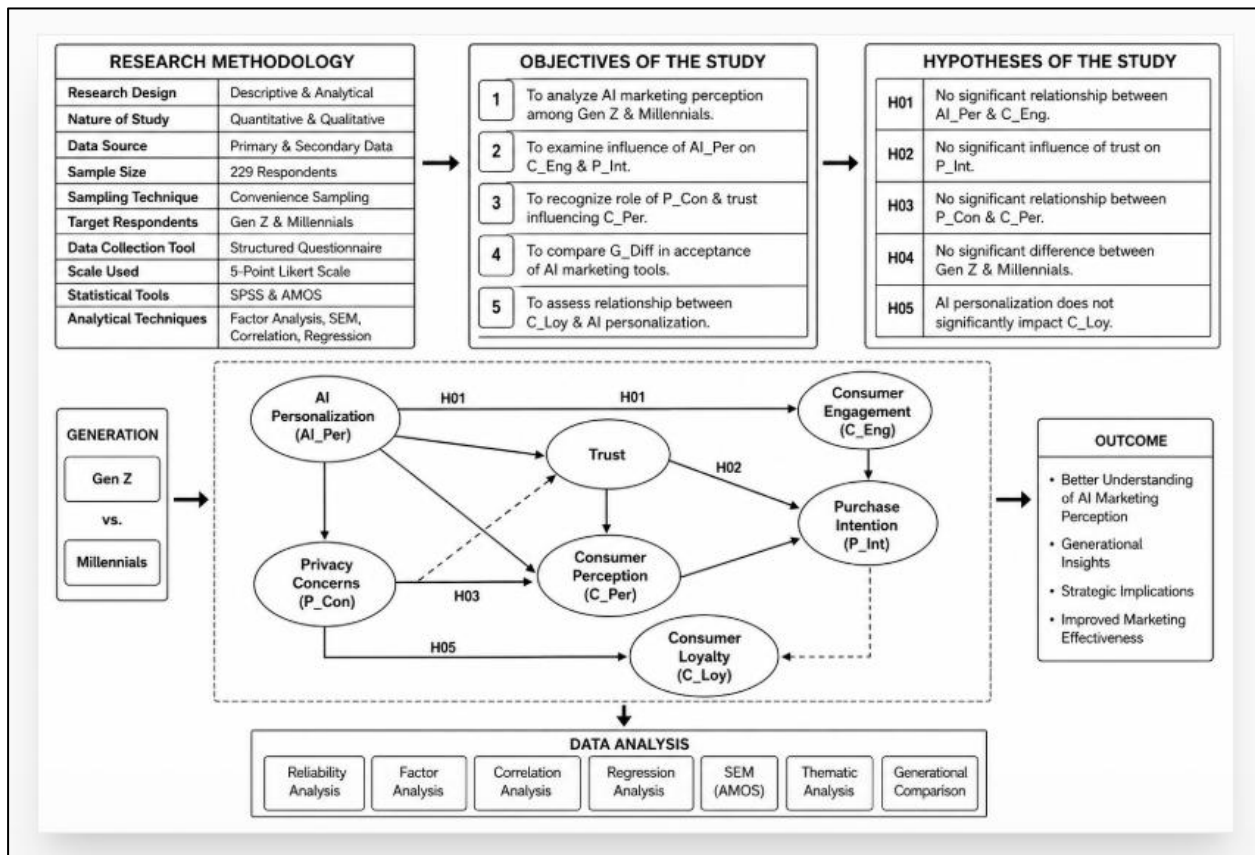 RESEARCH METHODOLOGY
Research Design Descriptive & Analytical
Nature of Study Quantitative & Qualitative
Data Source Primary & Secondary Data
Sample Size 229 Respondents
Sampling Technique Convenience Sampling
Target Respondents Gen Z & Millennials
Data Collection Tool Structured Questionnaire
Scale Used 5-Point Likert Scale
Statistical Tools SPSS & AMOS
Analytical Techniques Factor Analysis, SEM,
Correlation, Regression
OBJECTIVES OF THE STUDY
1 To analyze AI marketing perception
among Gen Z & Millennials.
2 To examine influence of AI_Per on
C_Eng & P_Int.
3 To recognize role of P_Con & trust
influencing C_Per.
4 To compare G_Diff in acceptance
of AI marketing tools.
5 To assess relationship between
C_Loy & AI personalization.
HYPOTHESES OF THE STUDY
H01 No significant relationship between
AI_Per & C_Eng.
H02 No significant influence of trust on
P_Int.
H03 No significant relationship between
P_Con & C_Per.
H04 No significant difference between
Gen Z & Millennials.
H05 AI personalization does not
significantly impact C_Loy.
GENERATION
Gen Z
vs.
Millennials
AI
Personalization
(AI_Per)
H01
H01
Consumer
Engagement
(C_Eng)
Trust
H02
Purchase
Intention
(P_Int)
Privacy
Concerns
(P_Con)
H03
Consumer
Perception
(C_Per)
H05
Consumer
Loyalty
(C_Loy)
OUTCOME
• Better Understanding
of AI Marketing
Perception
• Generational
Insights
• Strategic Implications
• Improved Marketing
Effectiveness
DATA ANALYSIS
Reliability
Analysis
Factor
Analysis
Correlation
Analysis
Regression
Analysis
SEM
(AMOS)
Thematic
Analysis
Generational
Comparison